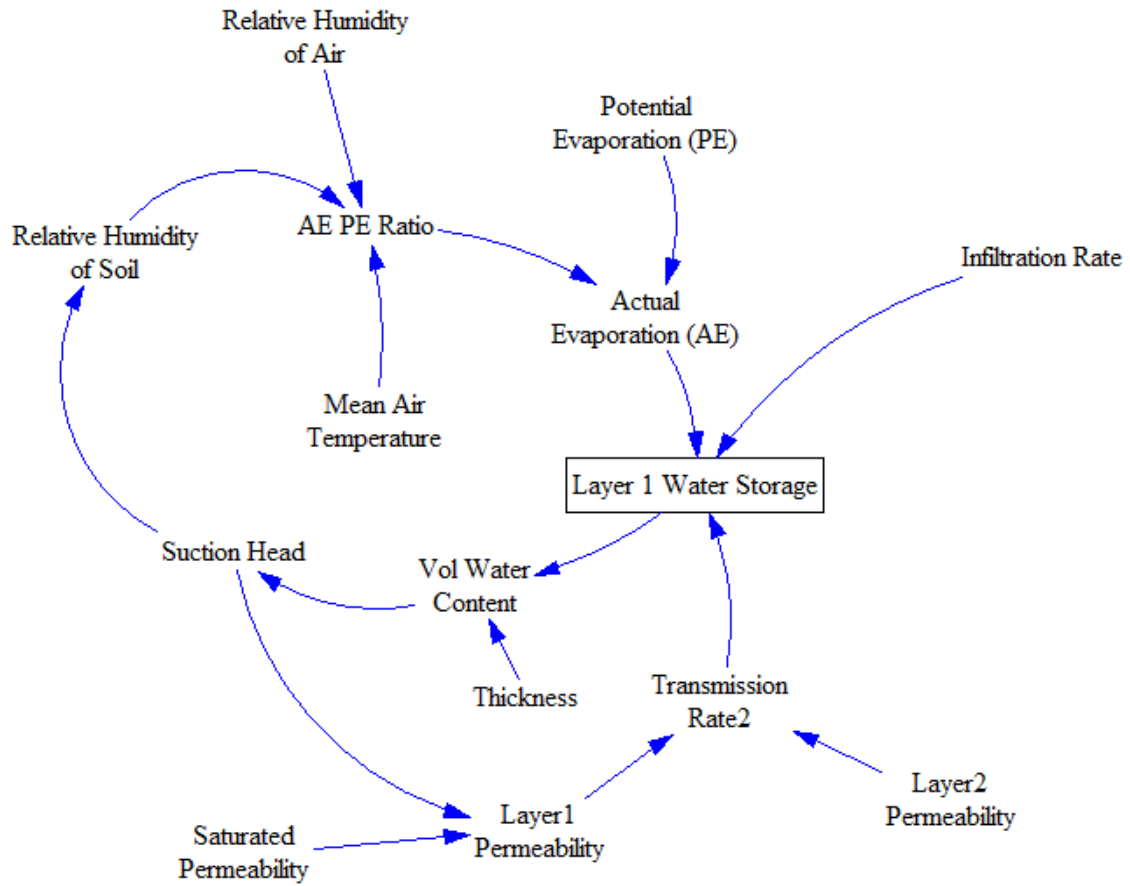 Relative Humidity
of Air
Potential
Evaporation (PE)
Relative Humidity
of Soil
AE PE Ratio
Infiltration Rate
Actual
Evaporation (AE)
Mean Air
Temperature
Layer 1 Water Storage
Suction Head
Vol Water
Content
Thickness
Transmission
Rate2
Layer2
Permeability
Layer1
Permeability
Saturated
Permeability